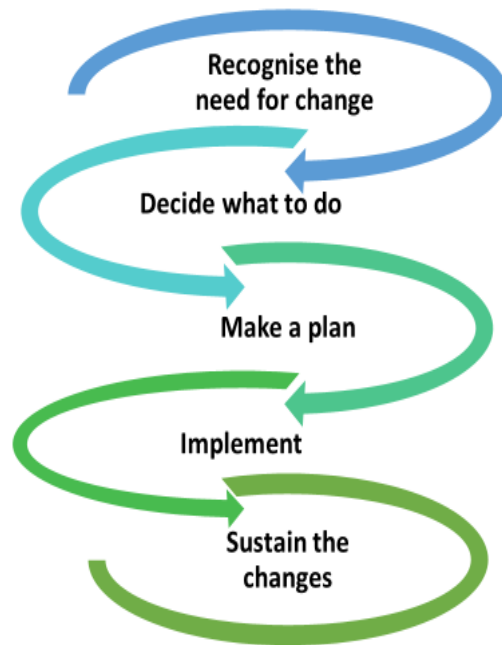 Recognise the
need for change
Decide what to do
Make a plan
Implement
Sustain the
changes